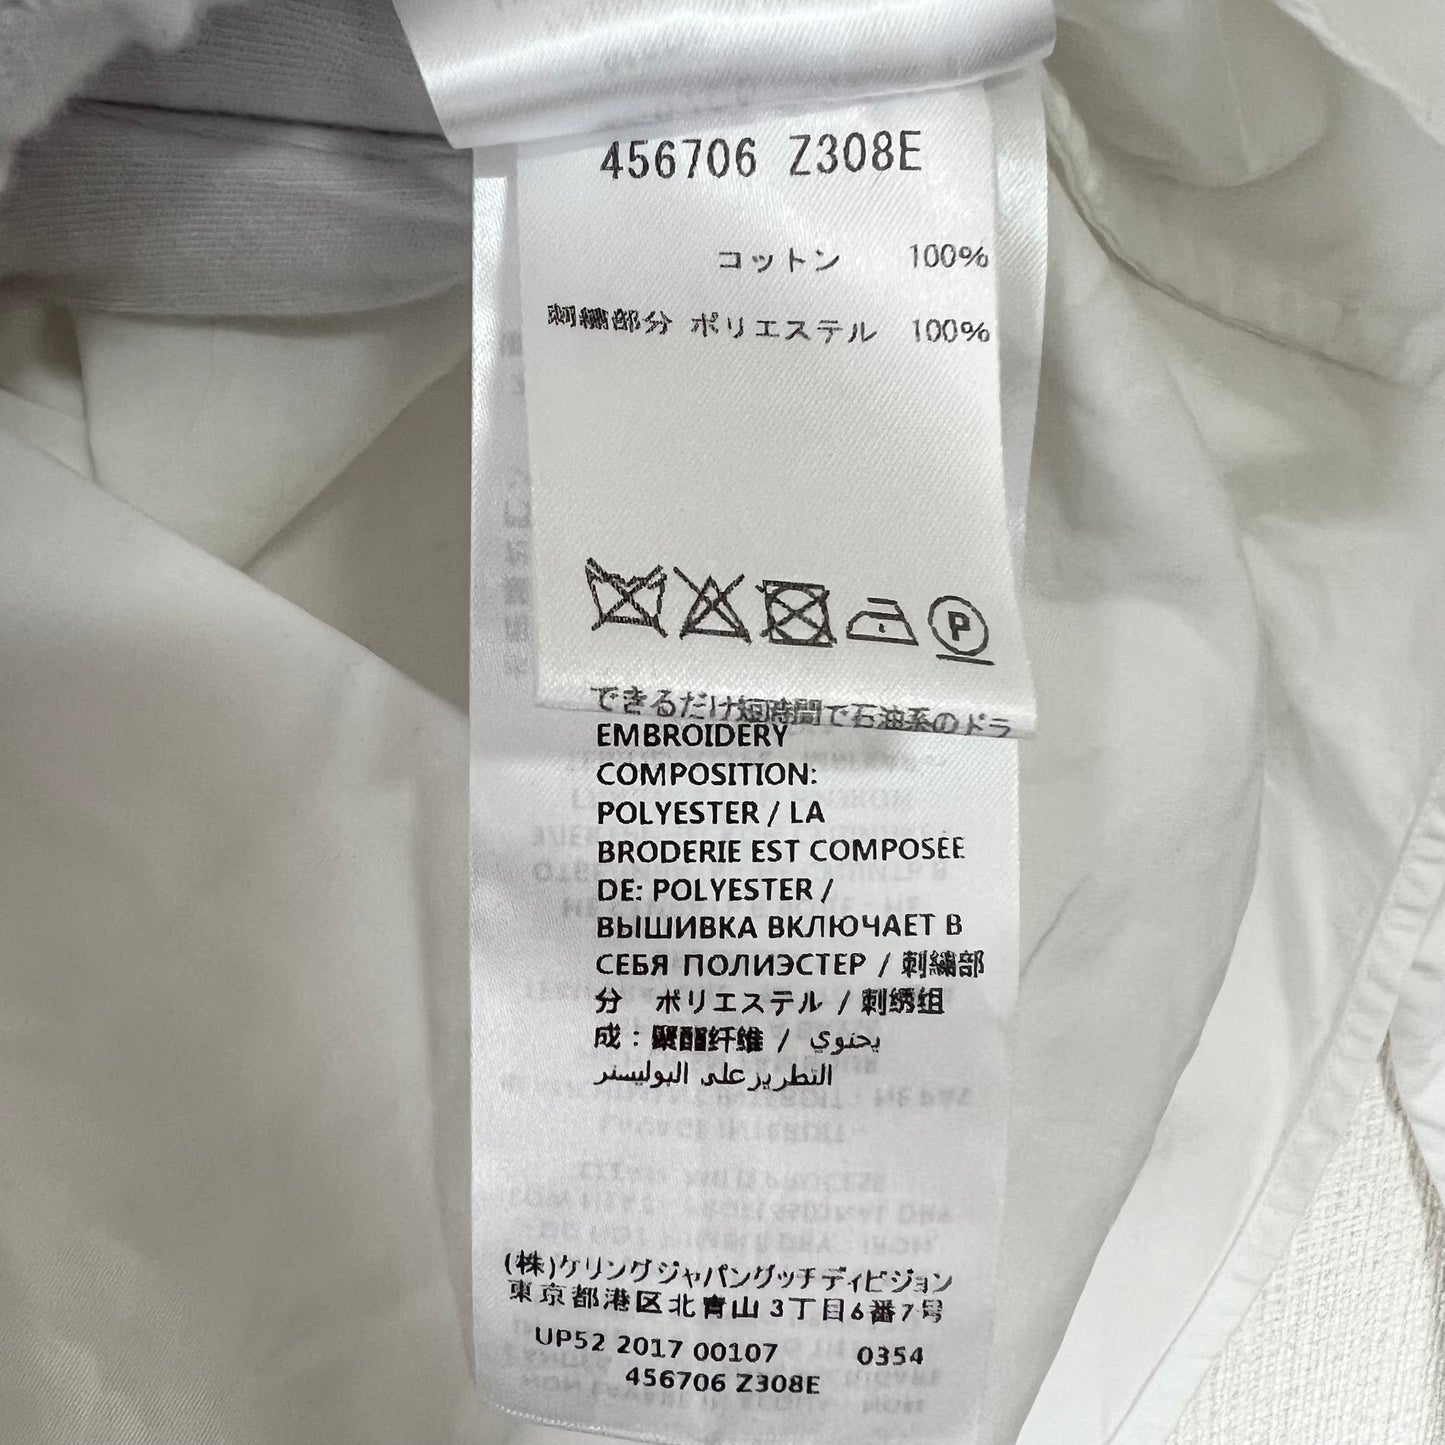 456706 Z308E
コットン 100%
刺繍部分 ポリエステル 100%
P
できるだけ短時間で石油系のドラ
EMBROIDERY
COMPOSITION:
POLYESTER / LA
BRODERIE EST COMPOSÉE
DE: POLYESTER /
ВЫШИВКА ВКЛЮЧАЕТ В
СЕБЯ ПОЛИЭСТЕР / 刺繍部
分 ポリエステル / 刺绣组
成：聚酯纤维 / يحتوي
التطريز على البوليستر
(株)ケリングジャパングッチディビジョン
東京都港区北青山3丁目6番7号
UP52 2017 00107 0354
456706 Z308E